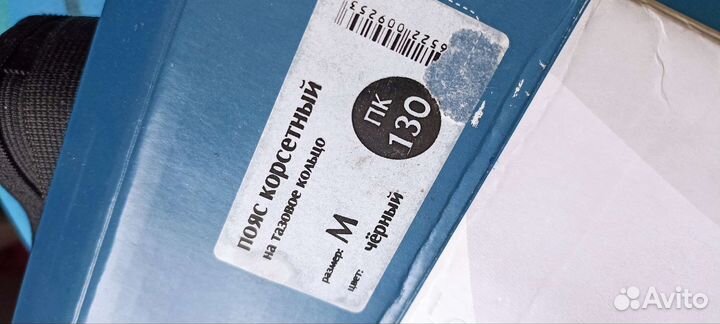 пояс корсетный
на тазовое кольцо
размер: M
цвет: чёрный
ПК
130
Avito